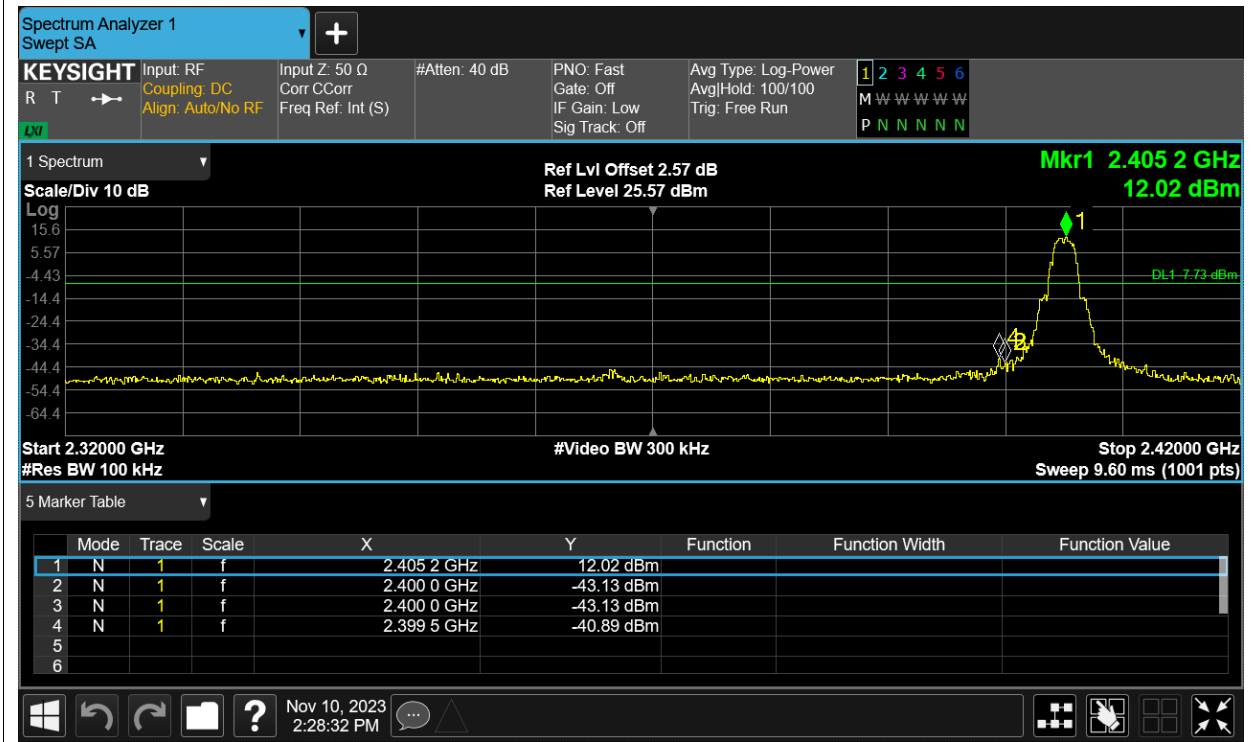 Spectrum Analyzer 1
Swept SA
+
KEYSIGHT Input: RF Input Z: 50 Ω #Atten: 40 dB PNO: Fast Avg Type: Log-Power 1 2 3 4 5 6
R T Coupling: DC Corr CCorr Gate: Off Avg|Hold: 100/100 M W W W W W W
Align: Auto/No RF Freq Ref: Int (S) IF Gain: Low Trig: Free Run P N N N N N N
LXI Sig Track: Off
1 Spectrum Ref Lvl Offset 2.57 dB Mkr1 2.405 2 GHz
Scale/Div 10 dB Ref Level 25.57 dBm 12.02 dBm
Log
1
15.6
5.57
-4.43 DL1 -7.73 dBm
-14.4
-24.4
-34.4
-44.4
-54.4
-64.4
Start 2.32000 GHz #Video BW 300 kHz Stop 2.42000 GHz
#Res BW 100 kHz Sweep 9.60 ms (1001 pts)
5 Marker Table
Mode Trace Scale X Y Function Function Width Function Value
1 N 1 f 2.405 2 GHz 12.02 dBm
2 N 1 f 2.400 0 GHz -43.13 dBm
3 N 1 f 2.400 0 GHz -43.13 dBm
4 N 1 f 2.399 5 GHz -40.89 dBm
5
6
? Nov 10, 2023
2:28:32 PM